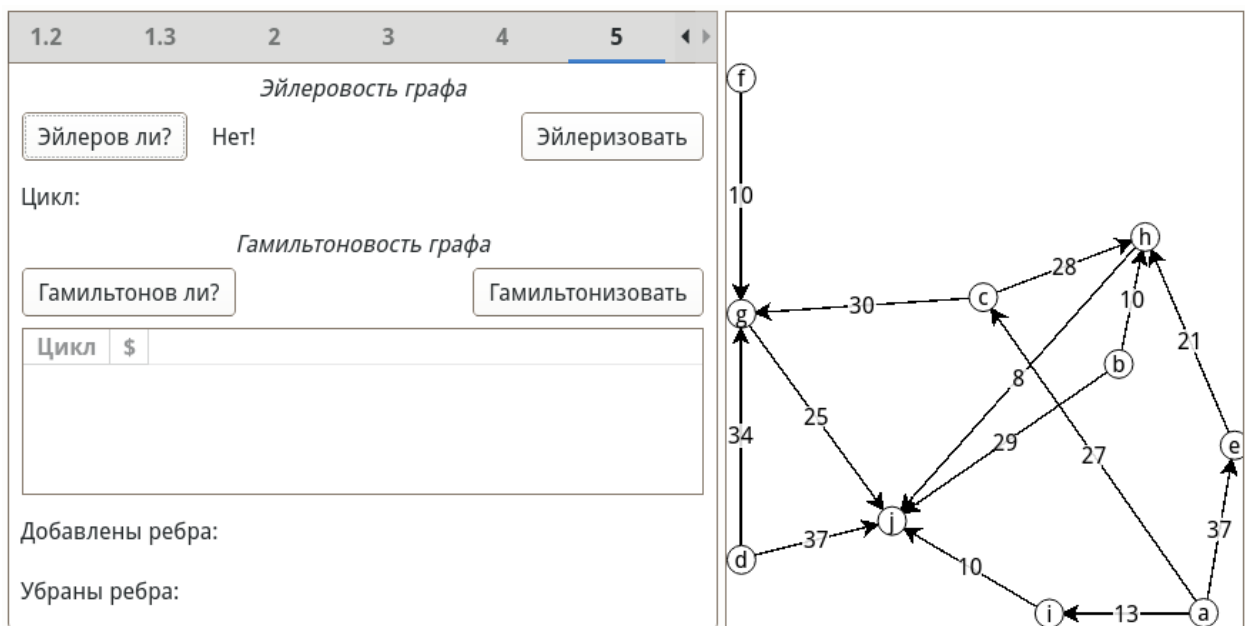 1.2 1.3 2 3 4 5
Эйлеровость графа
Эйлеров ли? Нет! Эйлеризовать
Цикл:
Гамильтоновость графа
Гамильтонов ли? Гамильтонизовать
Цикл $
Добавлены ребра:
Убраны ребра:
f
10
h
28
c
30
10
g
21
b
8
25
34
29
27
e
j
37
37
d
10
i
13
a